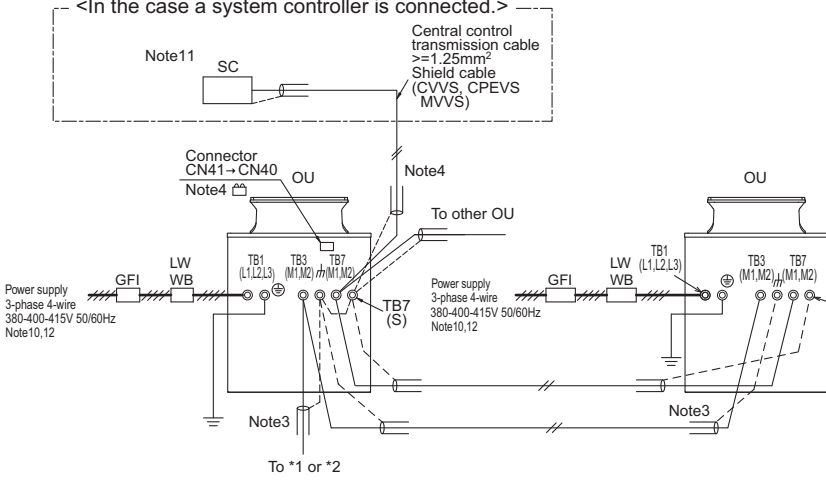 <In the case a system controller is connected.>
Note11
SC
Central control
transmission cable
>=1.25mm²
Shield cable
(CVVS, CPEVS
MVVS)
Connector
CN41→CN40
Note4
OU
Note4
To other OU
OU
Power supply
3-phase 4-wire
380-400-415V 50/60Hz
Note10,12
GFI
LW
WB
TB1
(L1,L2,L3)
TB3
(M1,M2)
TB7
(M1,M2)
TB7
(S)
Power supply
3-phase 4-wire
380-400-415V 50/60Hz
Note10,12
GFI
LW
WB
TB1
(L1,L2,L3)
TB3
(M1,M2)
TB7
(M1,M2)
Note3
Note3
To *1 or *2